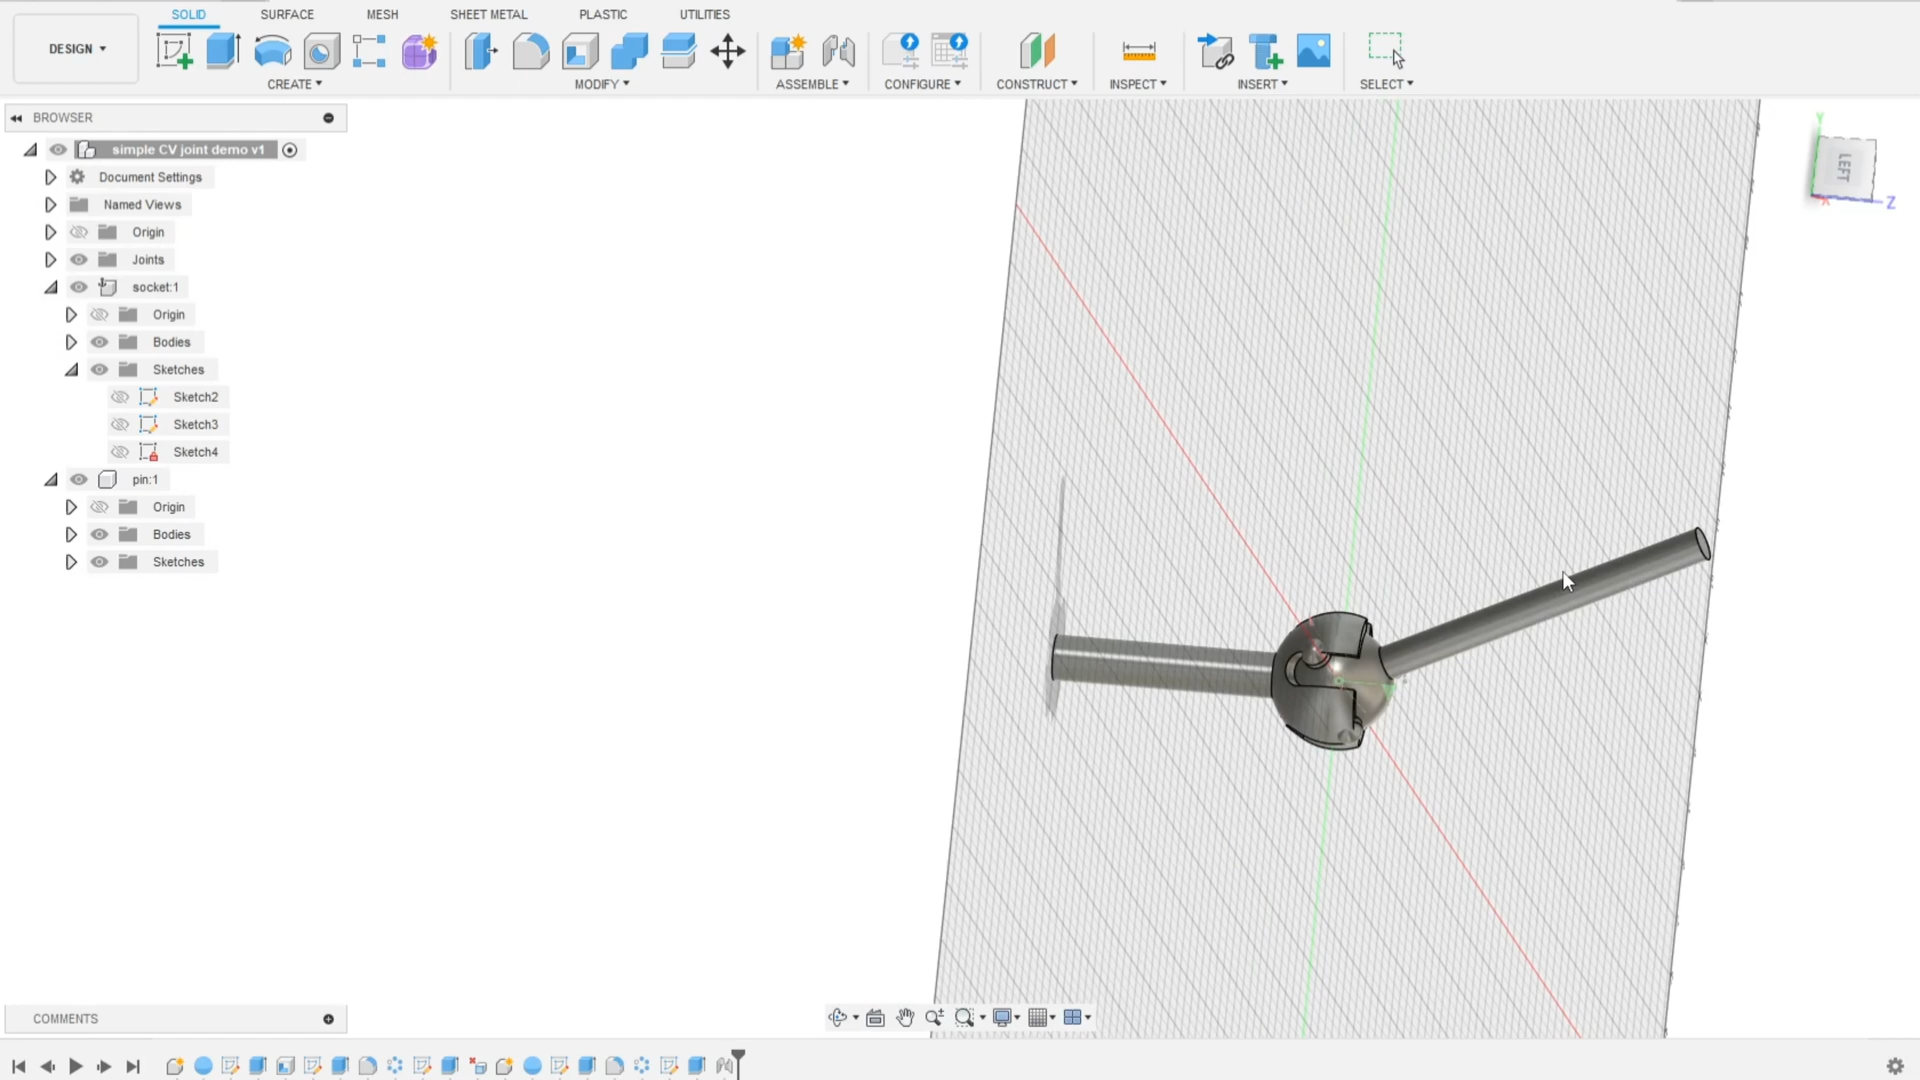 SOLID SURFACE MESH SHEET METAL PLASTIC UTILITIES
DESIGN
CREATE MODIFY ASSEMBLE CONFIGURE CONSTRUCT INSPECT INSERT SELECT
BROWSER
simple CV joint demo v1
Document Settings
Named Views
Origin
Joints
socket:1
Origin
Bodies
Sketches
Sketch2
Sketch3
Sketch4
pin:1
Origin
Bodies
Sketches
Y
LEFT
X
Z
COMMENTS